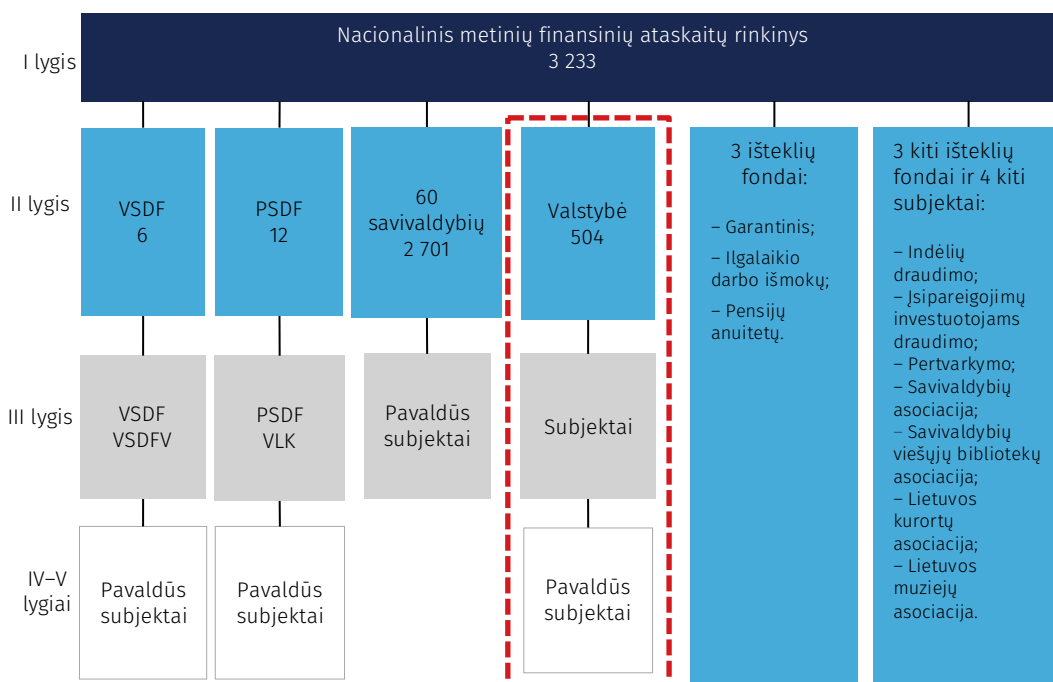 Nacionalinis metinių finansinių ataskaitų rinkinys
3 233
I lygis
II lygis
VSDF
6
PSDF
12
60
savivaldybių
2 701
Valstybė
504
3 išteklių
fondai:
– Garantinis;
– Ilgalaikio
darbo išmokų;
– Pensijų
anuitetų.
3 kiti išteklių
fondai ir 4 kiti
subjektai:
– Indėlių
draudimo;
– Įsipareigojimų
investuotojams
draudimo;
– Pertvarkymo;
– Savivaldybių
asociacija;
– Savivaldybių
viešųjų bibliotekų
asociacija;
– Lietuvos
kurortų
asociacija;
– Lietuvos
muziejų
asociacija.
III lygis
VSDF
VSDFV
PSDF
VLK
Pavaldūs
subjektai
Subjektai
IV–V
lygiai
Pavaldūs
subjektai
Pavaldūs
subjektai
Pavaldūs
subjektai